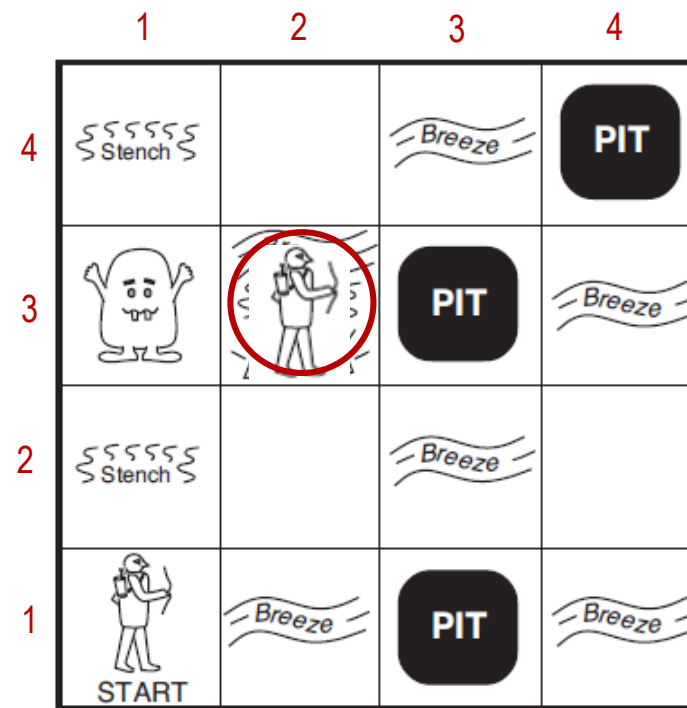 1 2 3 4
4 Stench Breeze PIT
3 PIT Breeze
2 Stench Breeze
1 Breeze PIT Breeze
START